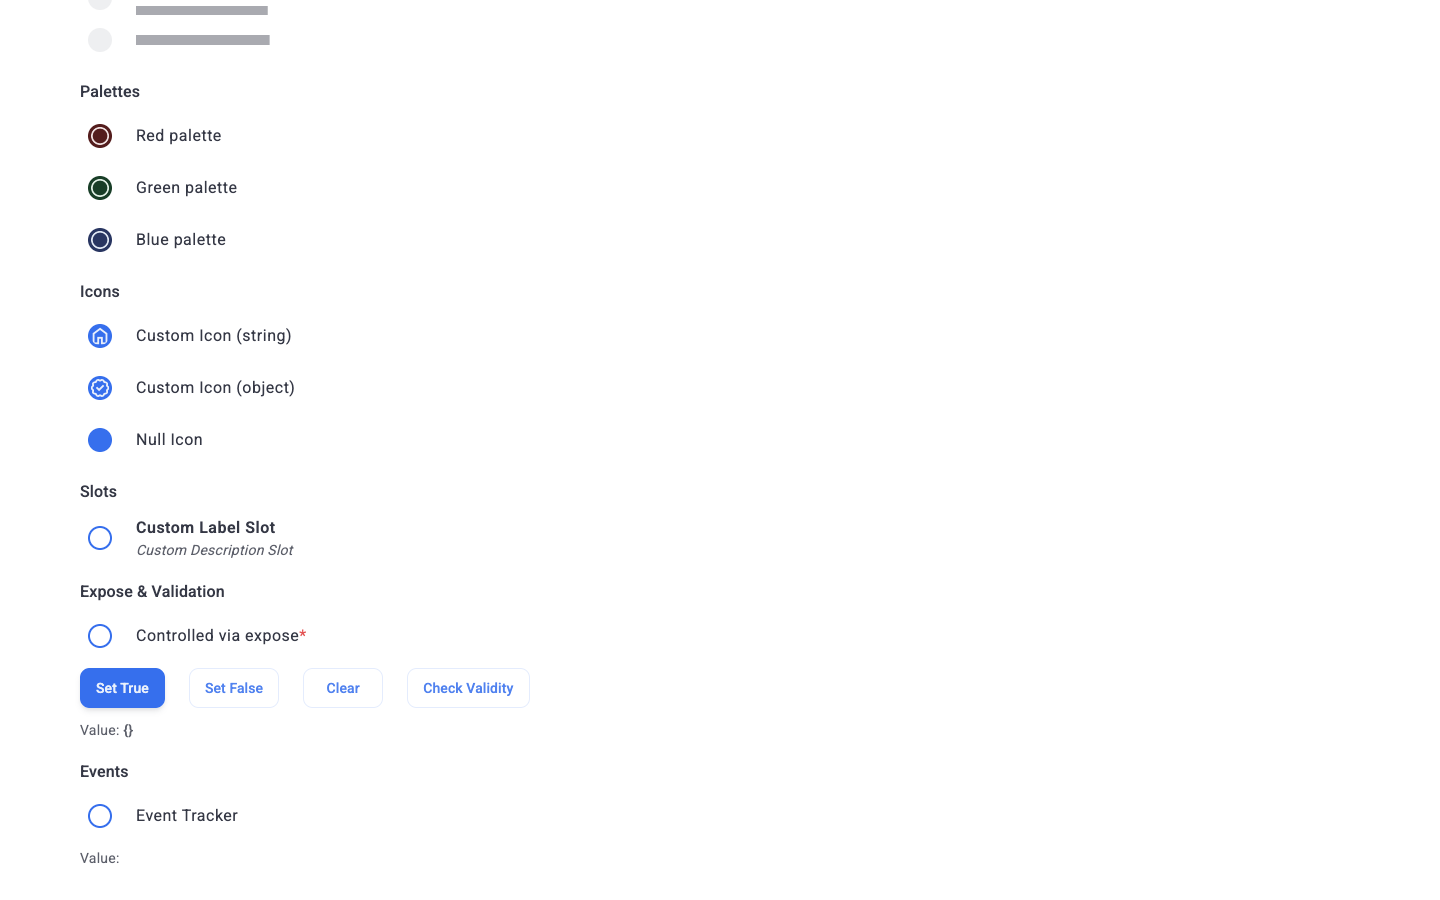 Palettes
Red palette
Green palette
Blue palette
Icons
Custom Icon (string)
Custom Icon (object)
Null Icon
Slots
Custom Label Slot
Custom Description Slot
Expose & Validation
Controlled via expose*
Set True
Set False
Clear
Check Validity
Value: {}
Events
Event Tracker
Value: